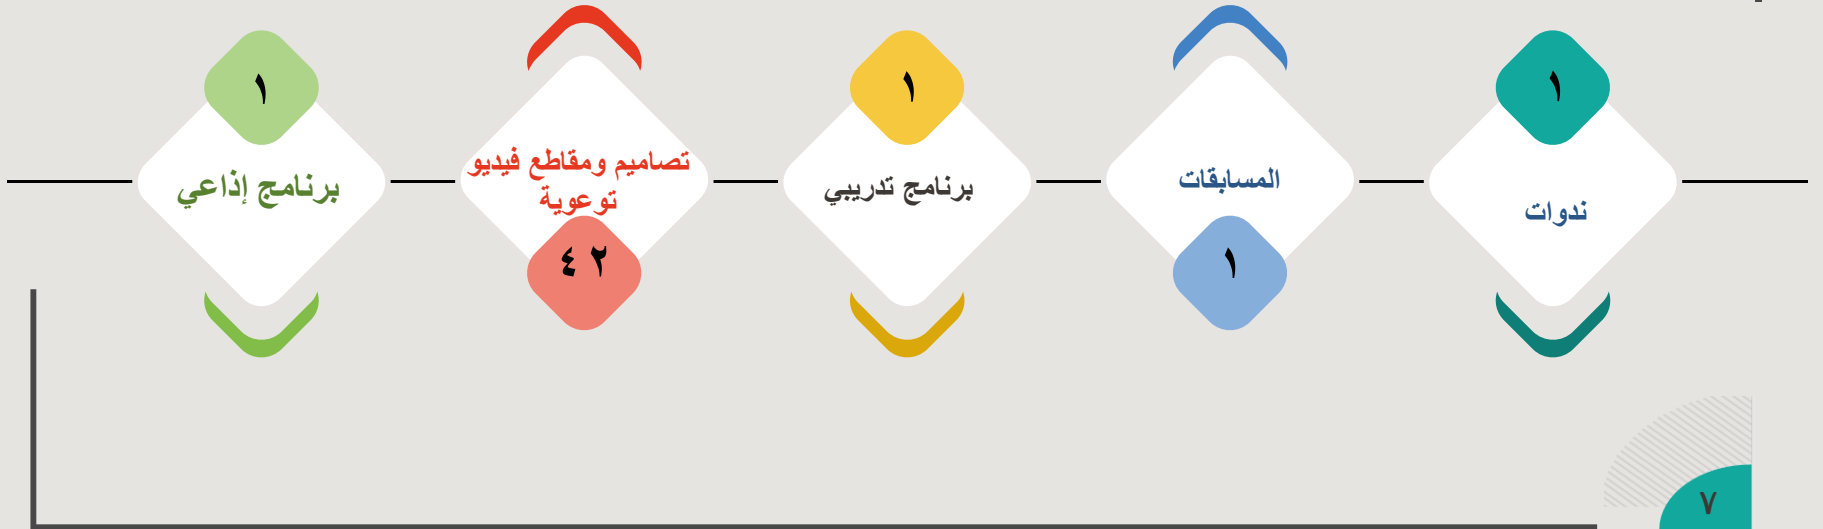 ١
ندوات
المسابقات
١
١
برنامج تدريبي
تصاميم ومقاطع فيديو
توعوية
٤٢
١
برنامج إذاعي
٧